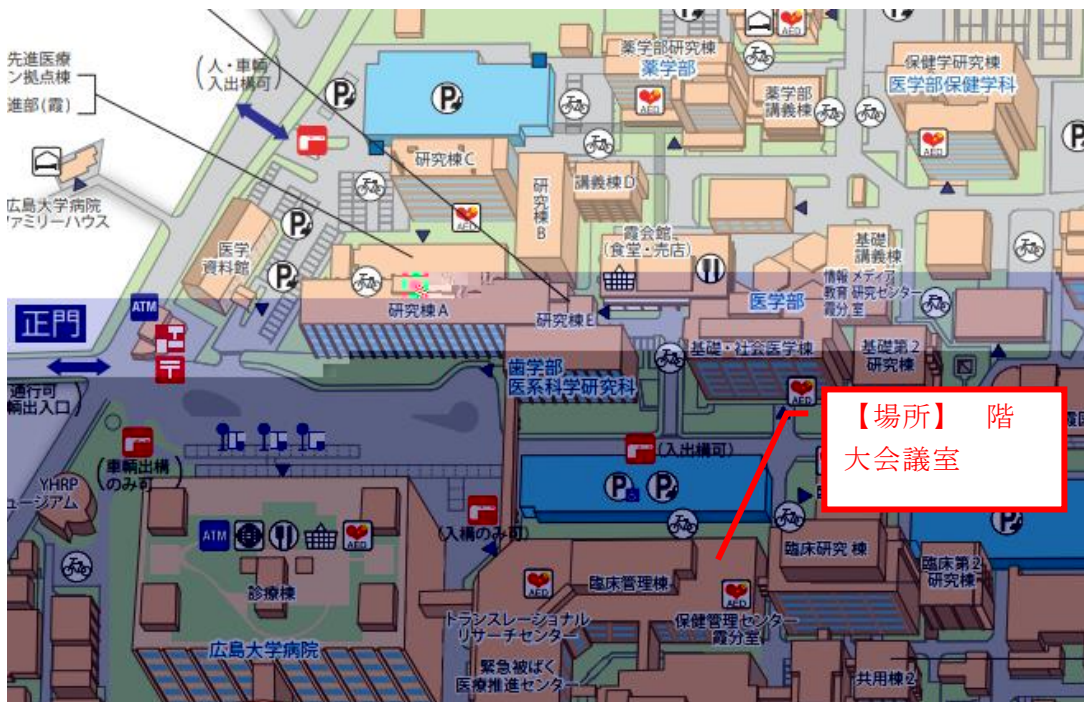 先進医療
ン拠点棟
進部(霞)
(人・車輌
入出構可)
薬学部研究棟
薬学部
薬学部
講義棟
保健学研究棟
医学部保健学科
AED
AED
AED
広島大学病院
ファミリーハウス
医学
資料館
研究棟C
AED
研究棟B
講義棟D
霞会館
(食堂・売店)
基礎
講義棟
情報メディア
教育研究センター
霞分室
医学部
正門
ATM
研究棟A
研究棟E
基礎・社会医学棟
基礎第2
研究棟
歯学部
医系科学研究科
AED
通行可
輌出入口)
【場所】 階
大会議室
(車輌出構
のみ可)
(入出構可)
YHRP
ュージアム
(入構のみ可)
ATM
AED
診療棟
広島大学病院
AED
臨床管理棟
AED
保健管理センター
霞分室
トランスレーショナル
リサーチセンター
緊急被ばく
医療推進センター
臨床研究棟
臨床第2
研究棟
共用棟2